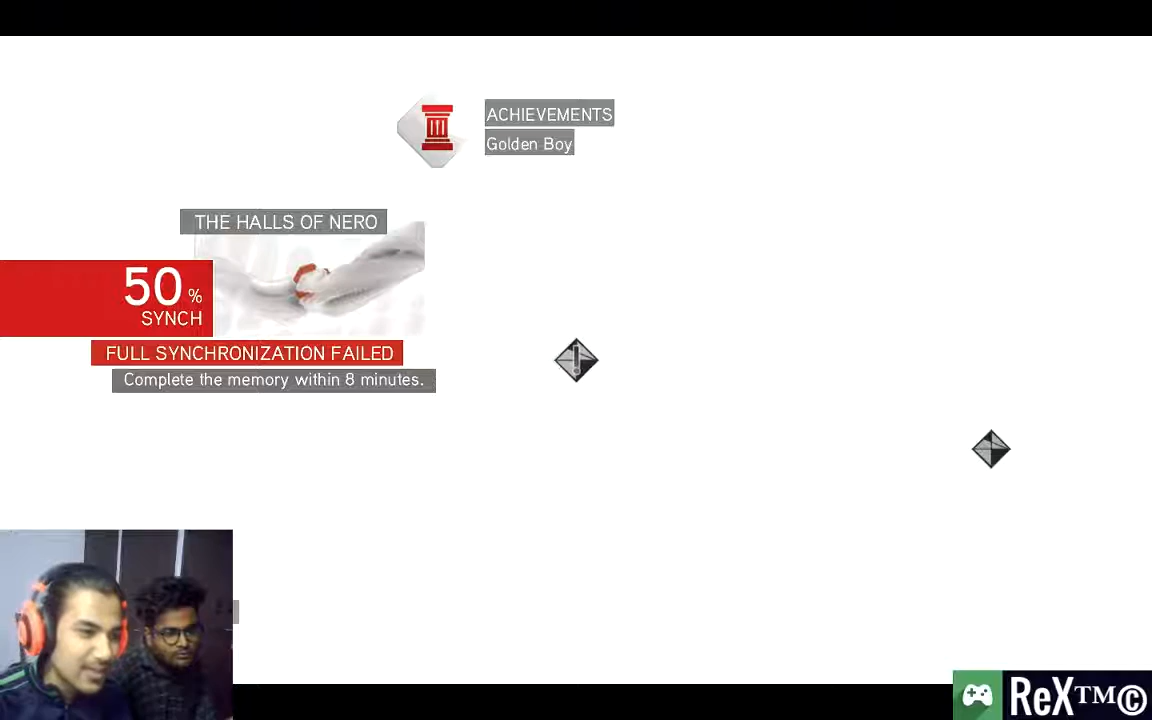 ACHIEVEMENTS
Golden Boy
THE HALLS OF NERO
50 %
SYNCH
FULL SYNCHRONIZATION FAILED
Complete the memory within 8 minutes.
ReX™©